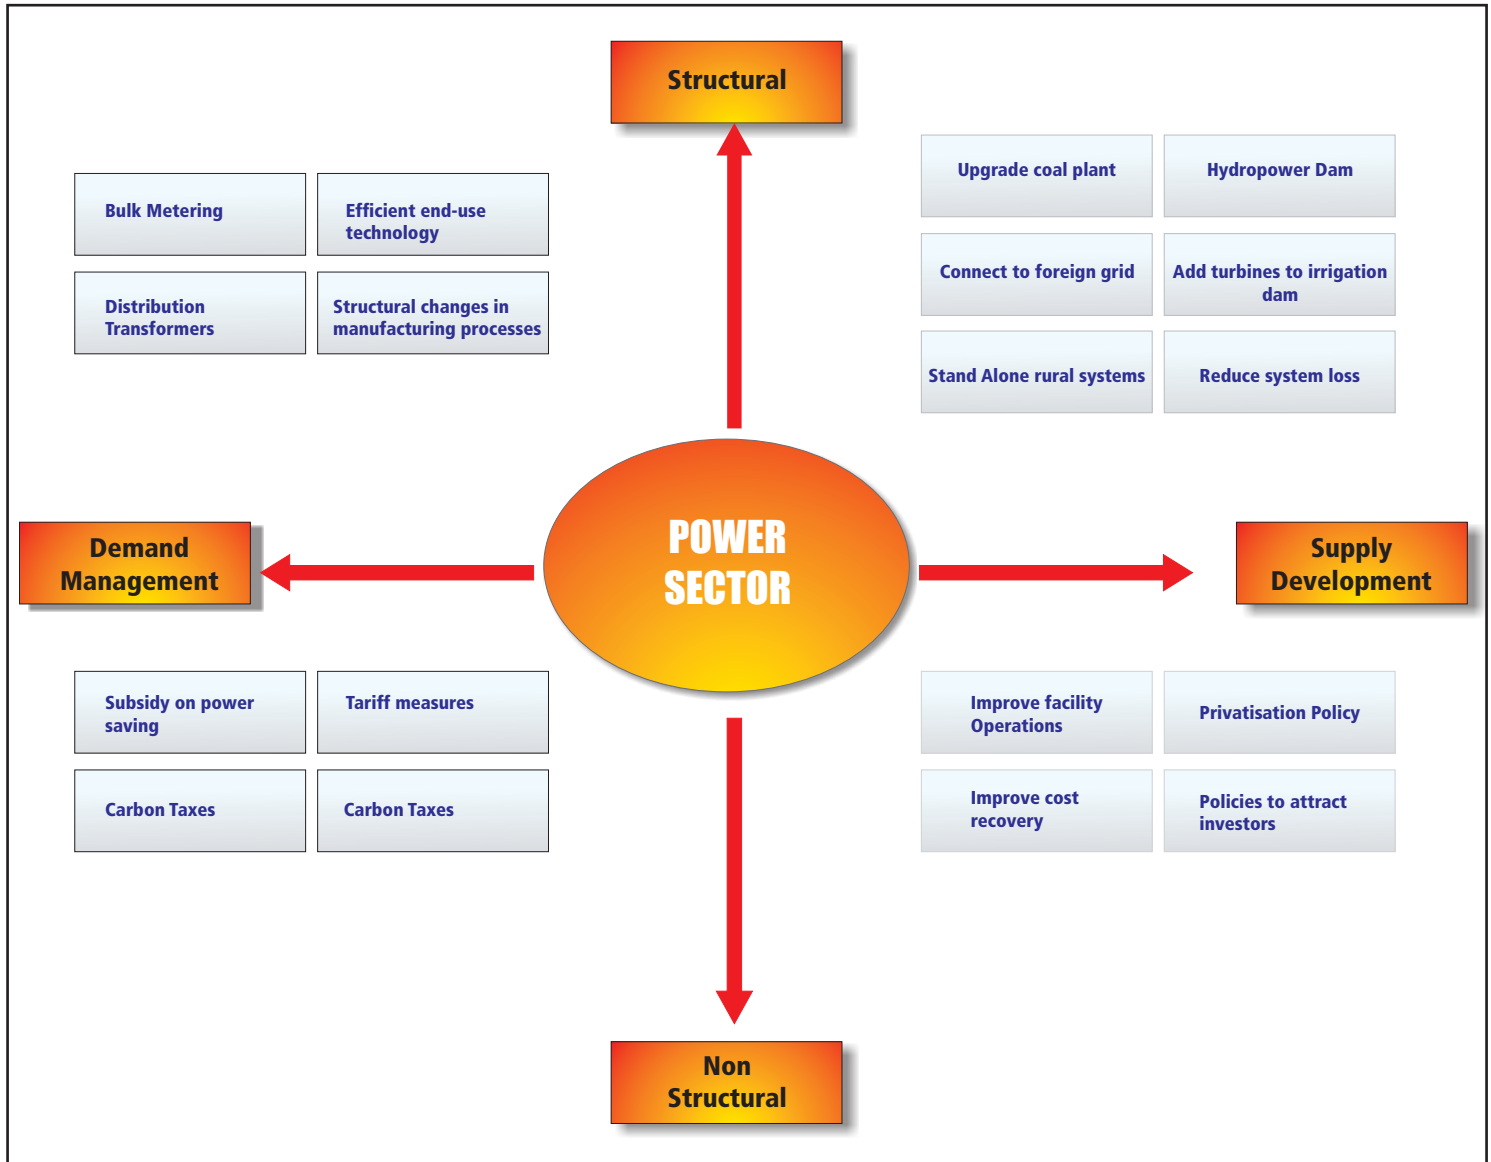 Structural
Upgrade coal plant
Hydropower Dam
Bulk Metering
Efficient end-use
technology
Connect to foreign grid
Add turbines to irrigation
dam
Distribution
Transformers
Structural changes in
manufacturing processes
Stand Alone rural systems
Reduce system loss
POWER
SECTOR
Demand
Management
Supply
Development
Subsidy on power
saving
Tariff measures
Improve facility
Operations
Privatisation Policy
Carbon Taxes
Carbon Taxes
Improve cost
recovery
Policies to attract
investors
Non
Structural